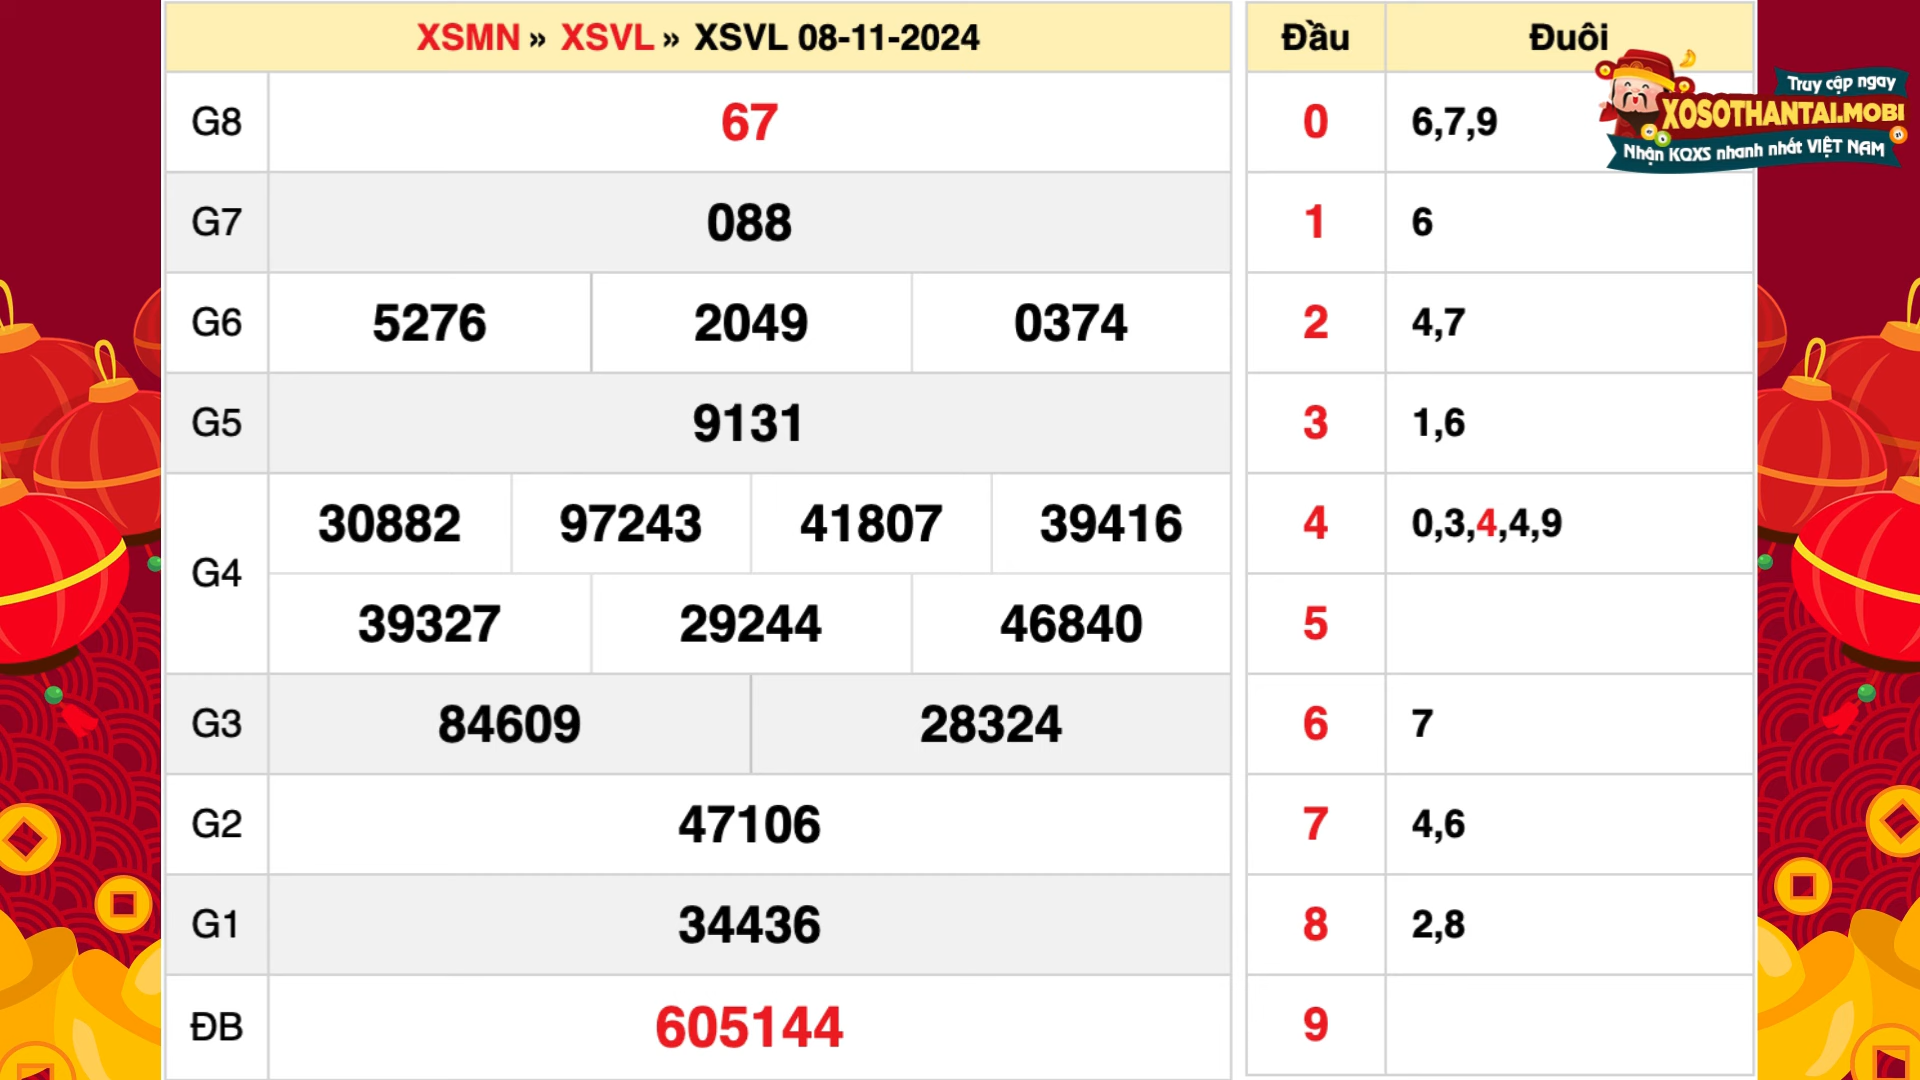 XSMN » XSVL » XSVL 08-11-2024
G8 67
G7 088
G6 5276 2049 0374
G5 9131
G4 30882 97243 41807 39416
39327 29244 46840
G3 84609 28324
G2 47106
G1 34436
ĐB 605144
Đầu Đuôi
0 6,7,9
1 6
2 4,7
3 1,6
4 0,3,4,4,9
5
6 7
7 4,6
8 2,8
9
Truy cập ngay
XOSOTHANTAI.MOBI
Nhận KQXS nhanh nhất VIỆT NAM